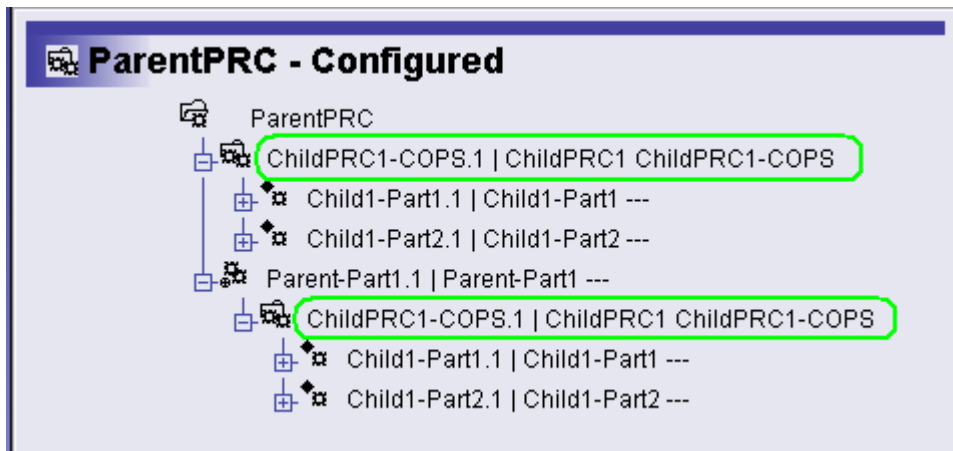 ParentPRC - Configured
ParentPRC
ChildPRC1-COPS.1 | ChildPRC1 ChildPRC1-COPS
Child1-Part1.1 | Child1-Part1 ---
Child1-Part2.1 | Child1-Part2 ---
Parent-Part1.1 | Parent-Part1 ---
ChildPRC1-COPS.1 | ChildPRC1 ChildPRC1-COPS
Child1-Part1.1 | Child1-Part1 ---
Child1-Part2.1 | Child1-Part2 ---